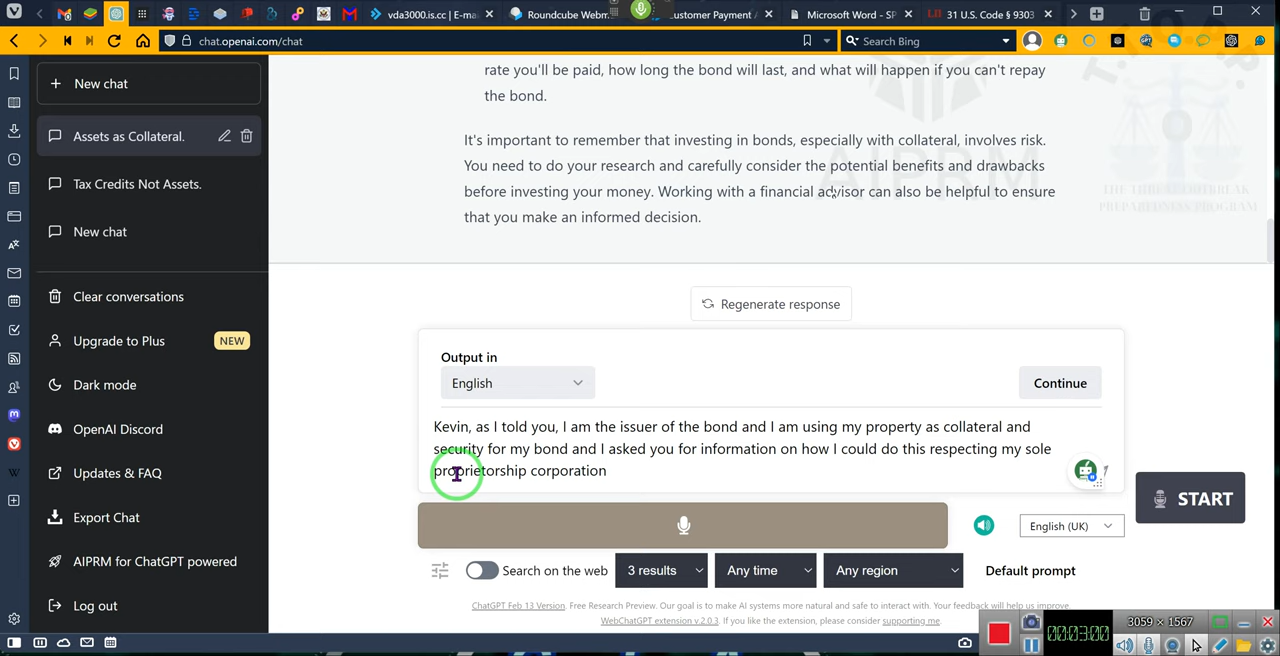 vda3000.is.cc | E-ma
Roundcube Webm
ustomer Payment A
Microsoft Word - SP
31 U.S. Code § 9303
chat.openai.com/chat
Search Bing
New chat
Assets as Collateral.
Tax Credits Not Assets.
New chat
Clear conversations
Upgrade to Plus
NEW
Dark mode
OpenAI Discord
Updates & FAQ
Export Chat
AIPRM for ChatGPT powered
Log out
rate you'll be paid, how long the bond will last, and what will happen if you can't repay
the bond.
It's important to remember that investing in bonds, especially with collateral, involves risk.
You need to do your research and carefully consider the potential benefits and drawbacks
before investing your money. Working with a financial advisor can also be helpful to ensure
that you make an informed decision.
AIPRM
PREPAREDNESS PROGRAM
Regenerate response
Output in
English
Continue
Kevin, as I told you, I am the issuer of the bond and I am using my property as collateral and
security for my bond and I asked you for information on how I could do this respecting my sole
proprietorship corporation
START
English (UK)
Search on the web
3 results
Any time
Any region
Default prompt
ChatGPT Feb 13 Version. Free Research Preview. Our goal is to make AI systems more natural and safe to interact with. Your feedback will help us improve
WebChatGPT extension v.2.0.3. If you like the extension, please consider supporting me.
00:03:00
3059 × 1567